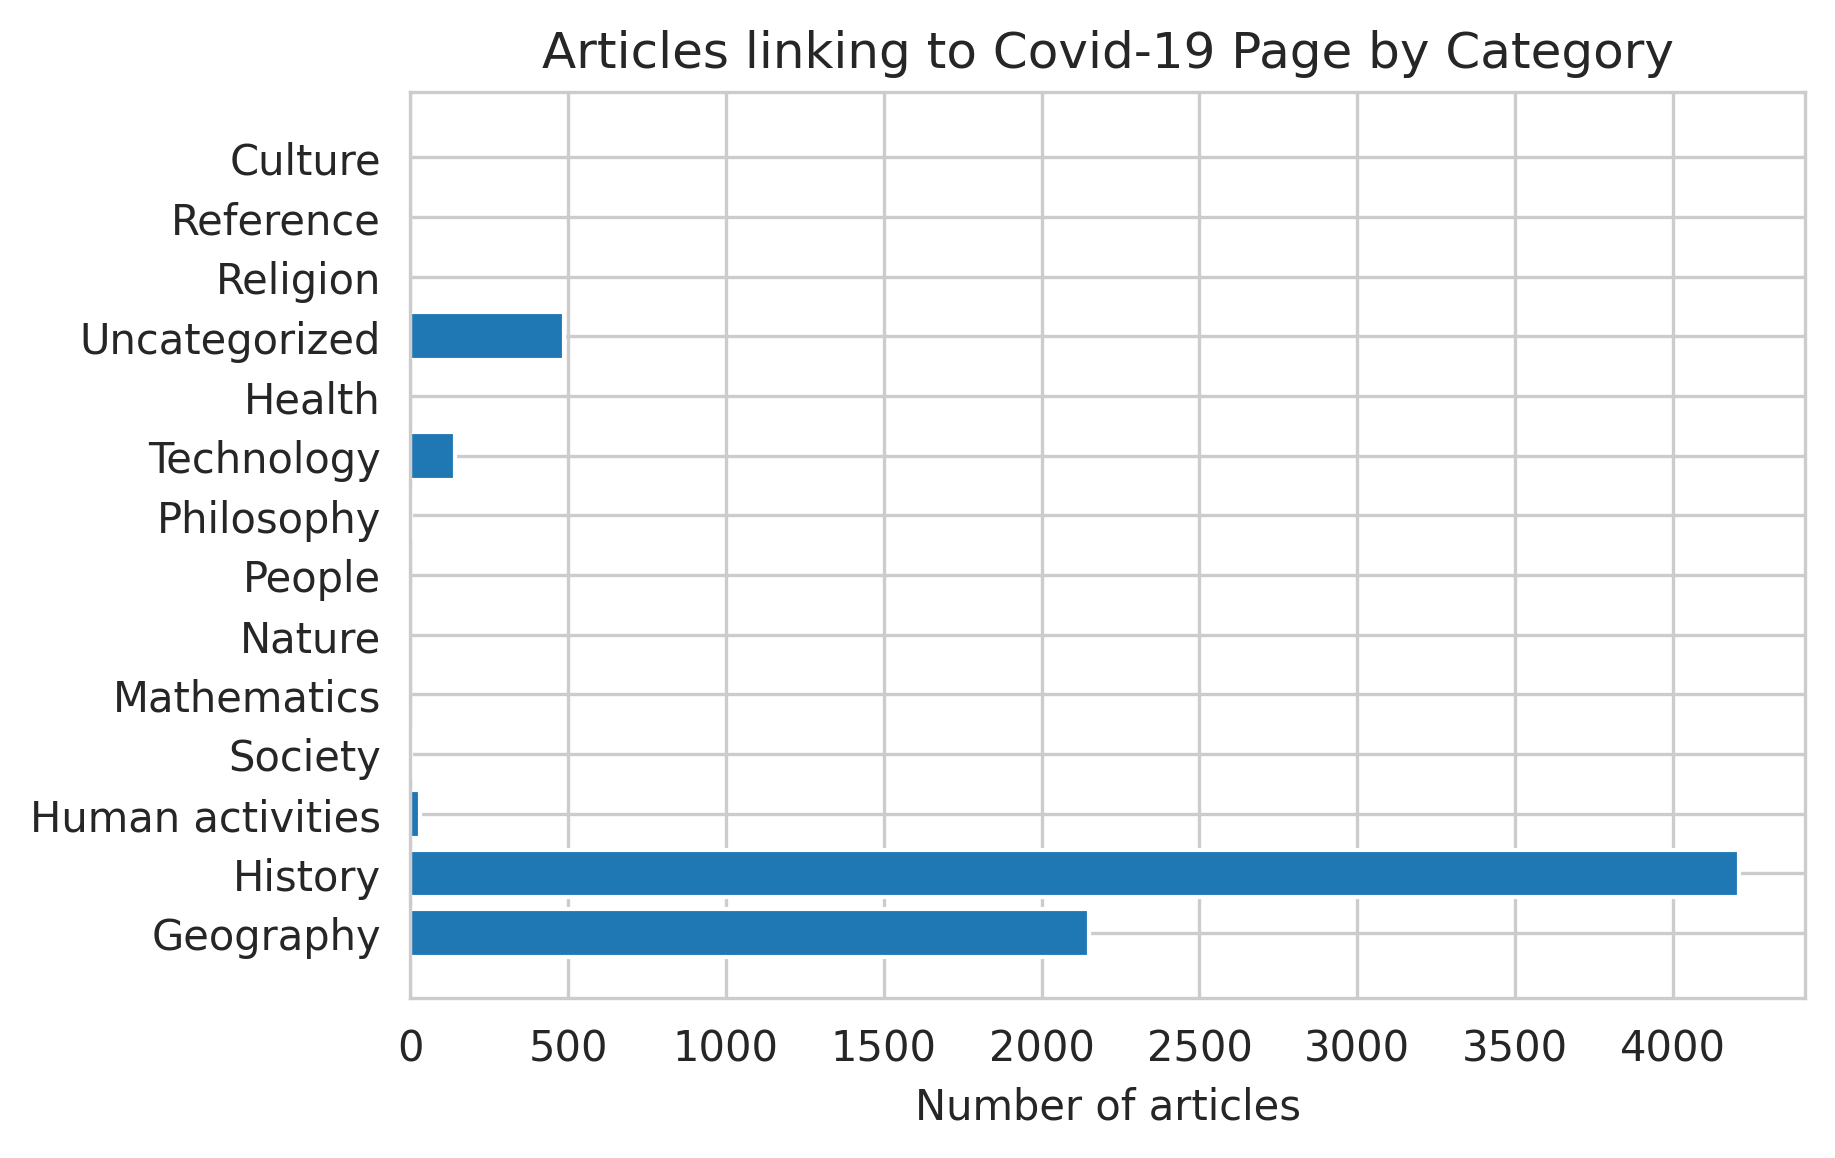 Articles linking to Covid-19 Page by Category
Culture
Reference
Religion
Uncategorized
Health
Technology
Philosophy
People
Nature
Mathematics
Society
Human activities
History
Geography
0 500 1000 1500 2000 2500 3000 3500 4000
Number of articles